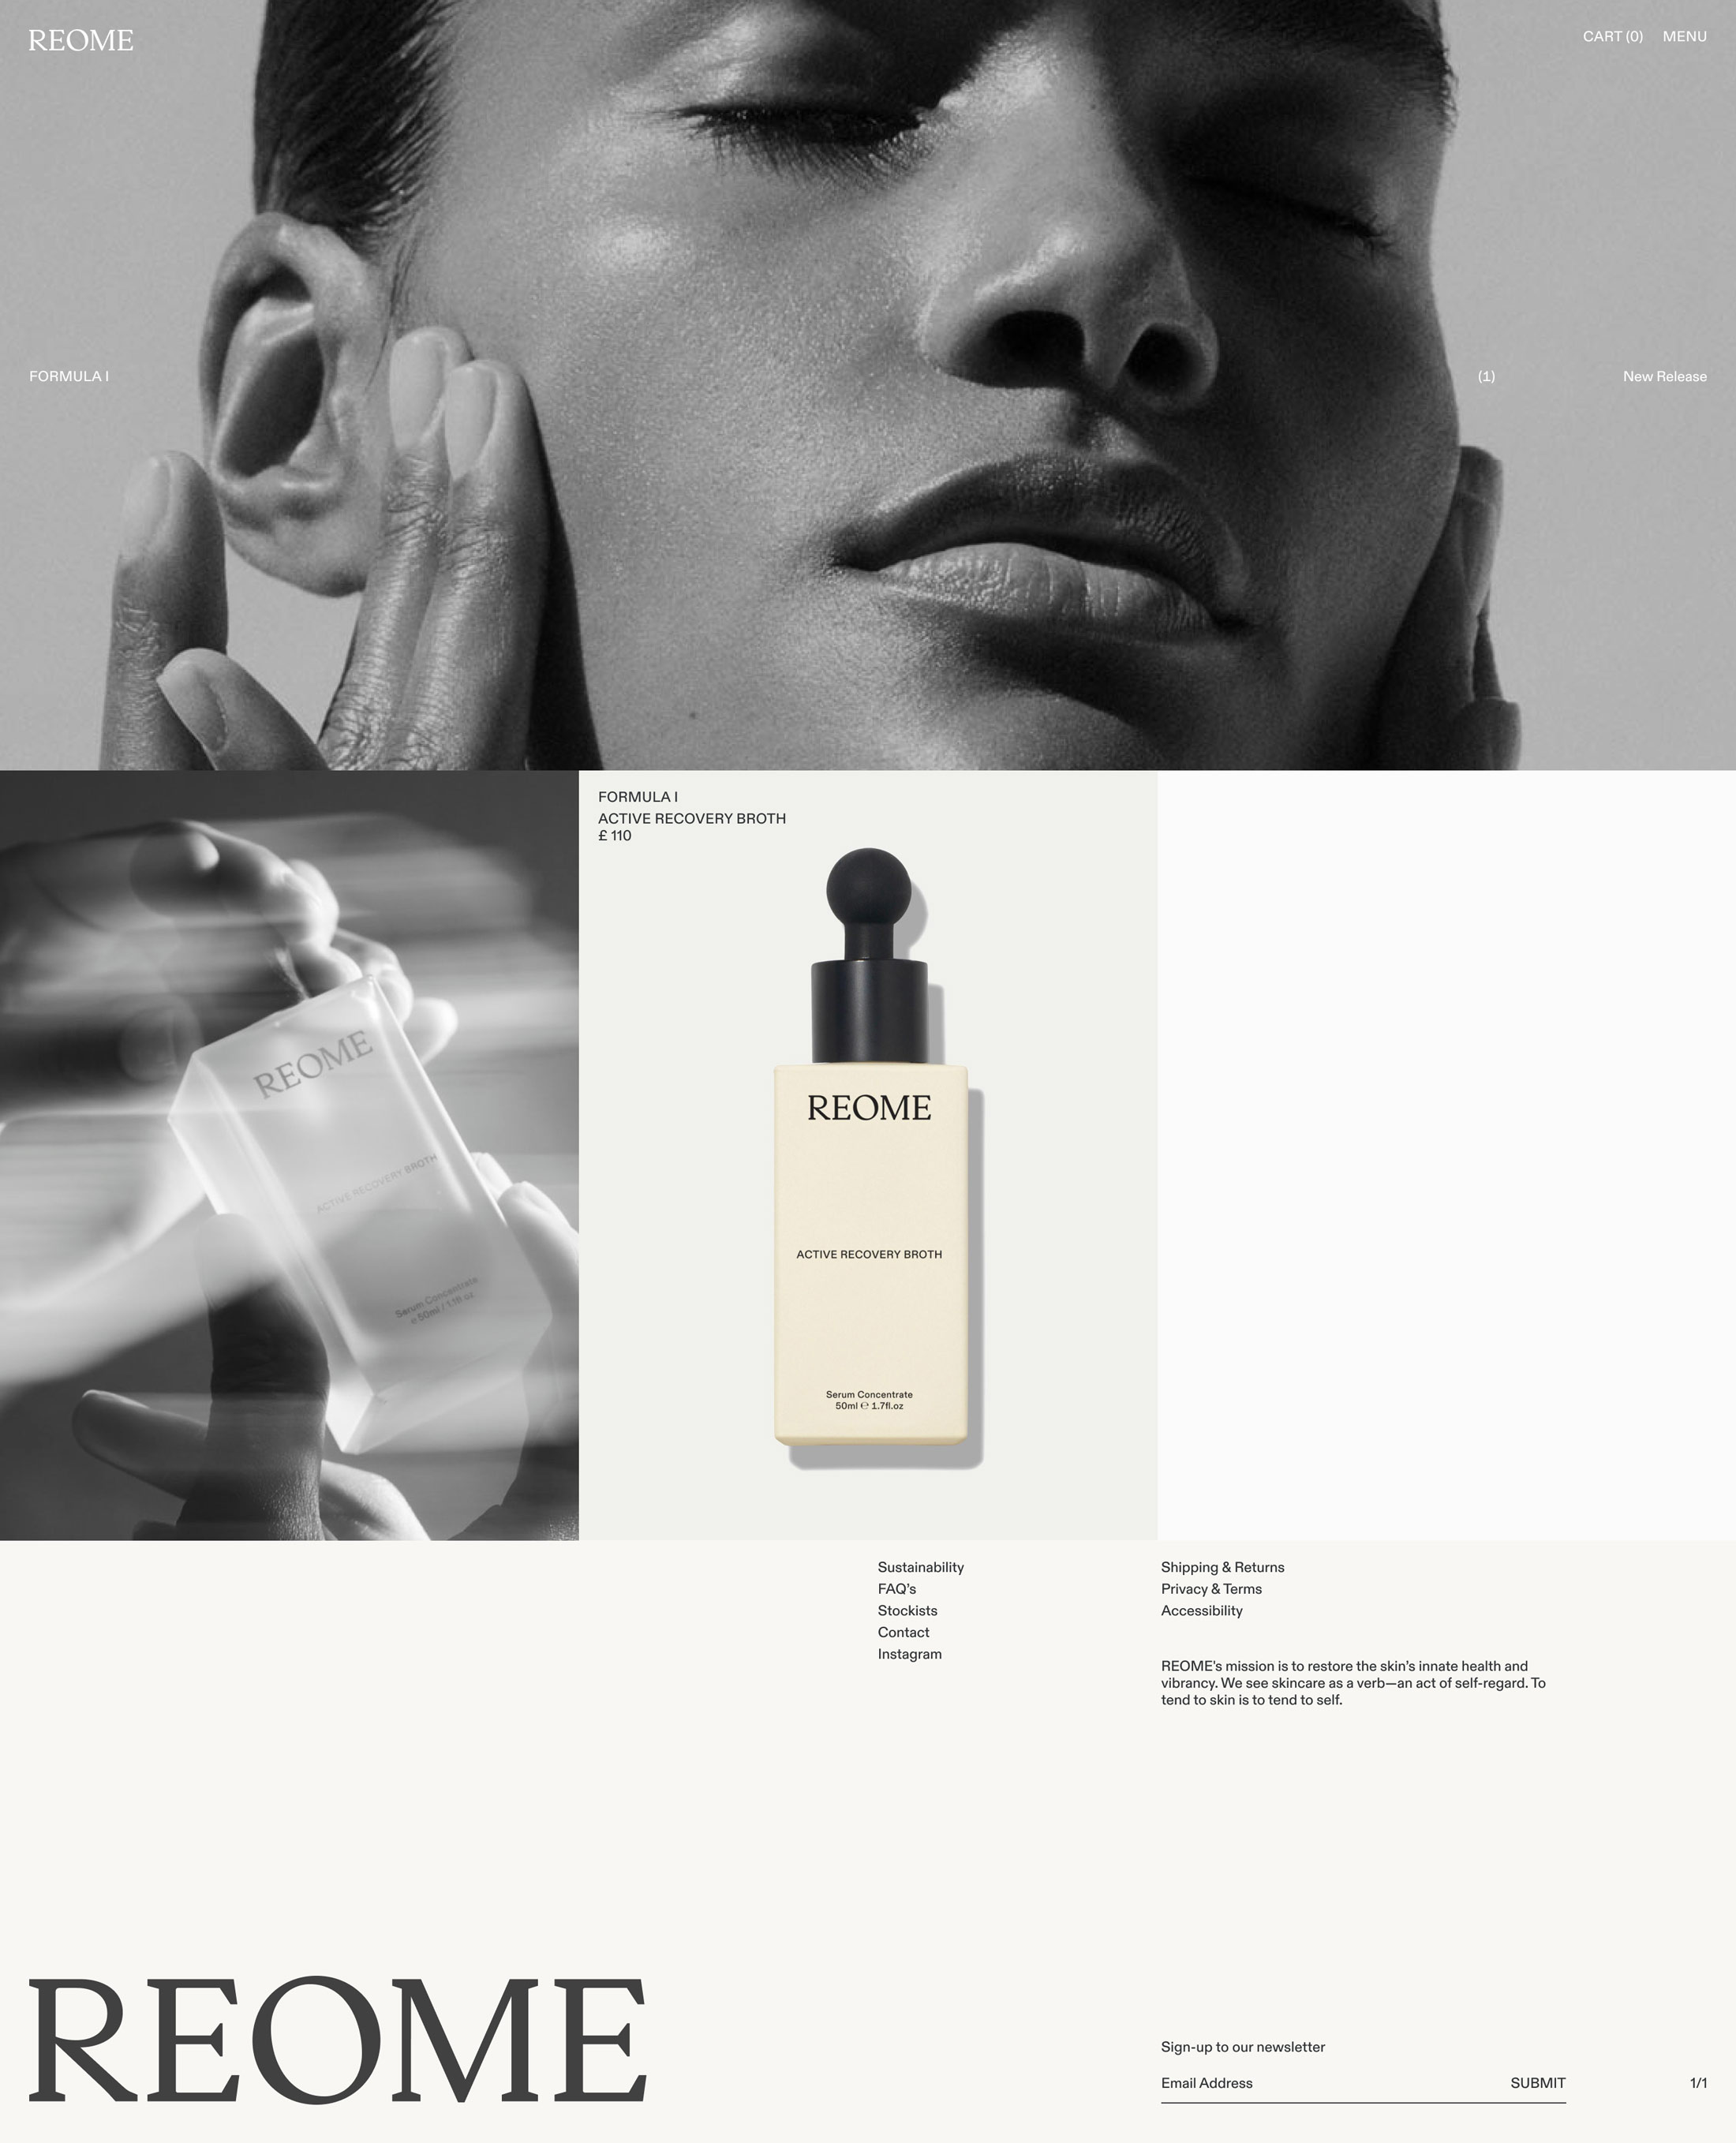 REOME
CART (0) MENU
FORMULA I
(1)
New Release
REOME
ACTIVE RECOVERY BROTH
Serum Concentrate
℮ 50ml / 1.7fl oz
FORMULA I
ACTIVE RECOVERY BROTH
£ 110
REOME
ACTIVE RECOVERY BROTH
Serum Concentrate
50ml ℮ 1.7fl.oz
Sustainability
FAQ’s
Stockists
Contact
Instagram
Shipping & Returns
Privacy & Terms
Accessibility
REOME’s mission is to restore the skin’s innate health and
vibrancy. We see skincare as a verb—an act of self-regard. To
tend to skin is to tend to self.
REOME
Sign-up to our newsletter
Email Address SUBMIT
1/1